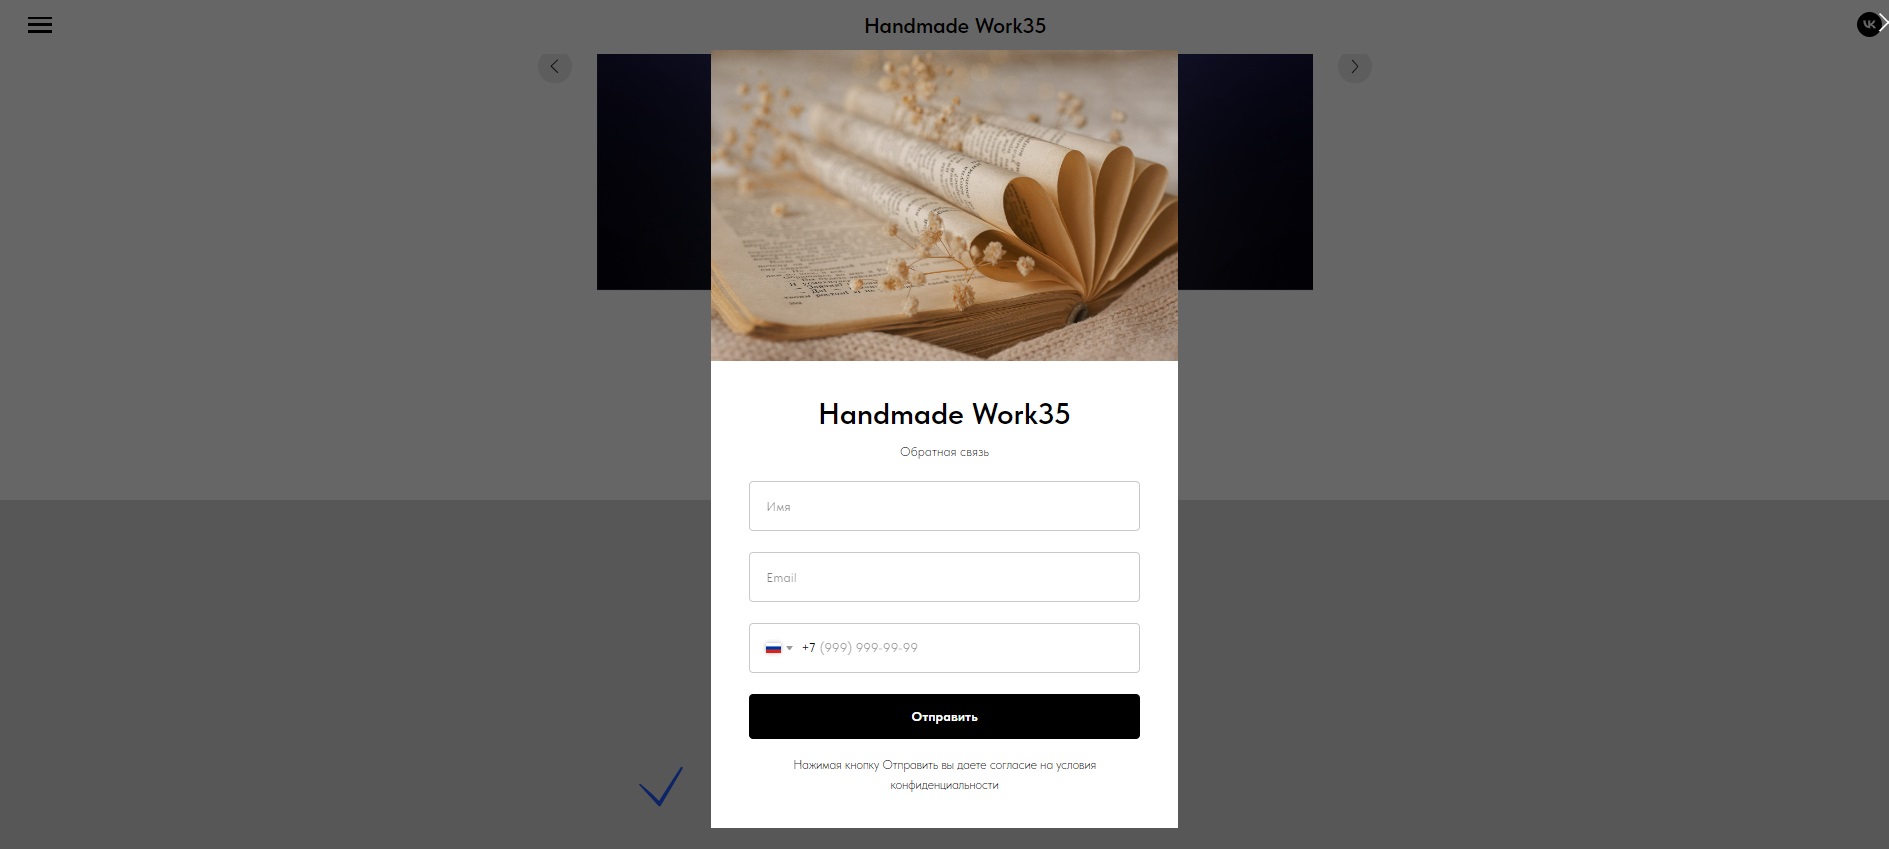 Handmade Work35
Handmade Work35
Обратная связь
Имя
Email
+7 (999) 999-99-99
Отправить
Нажимая кнопку Отправить вы даете согласие на условия
конфиденциальности